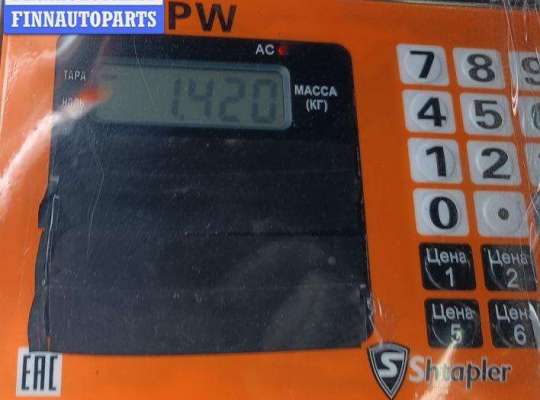 FINNAUTOPARTS
PW
AC
ТАРА
НОЛЬ
1.420
МАССА
(КГ)
7 8 9
4 5
1 2
0 .
Цена 1
Цена 2
Цена 5
Цена 6
EAC
S Shtapler